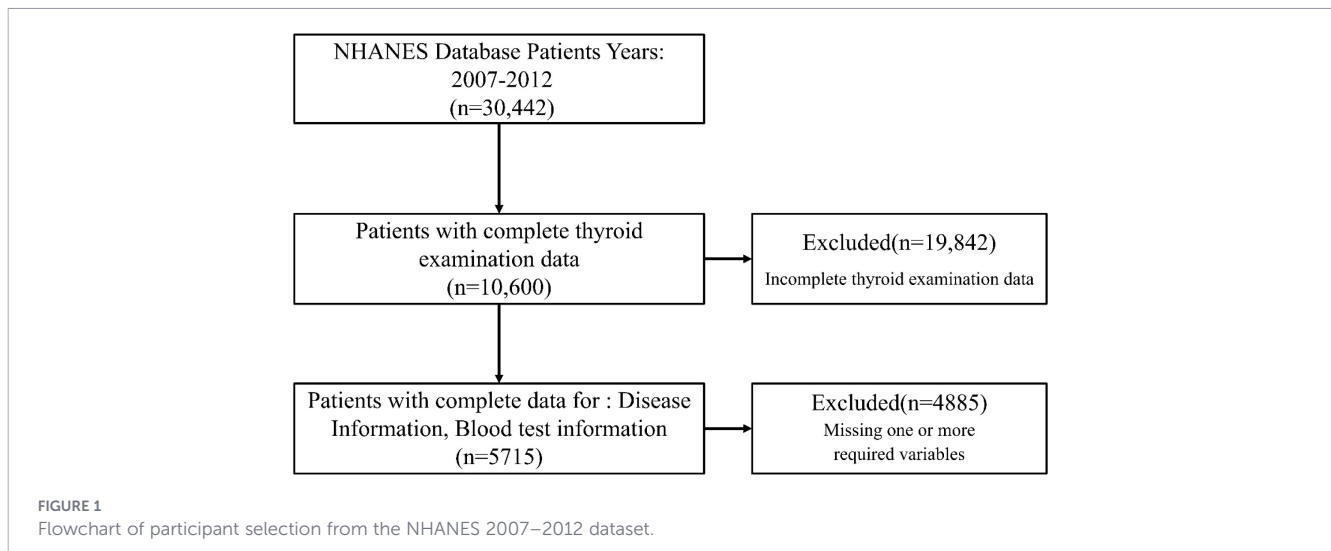 NHANES Database Patients Years:
2007-2012
(n=30,442)
Patients with complete thyroid
examination data
(n=10,600)
Excluded(n=19,842)
Incomplete thyroid examination data
Patients with complete data for : Disease
Information, Blood test information
(n=5715)
Excluded(n=4885)
Missing one or more
required variables
FIGURE 1
Flowchart of participant selection from the NHANES 2007–2012 dataset.